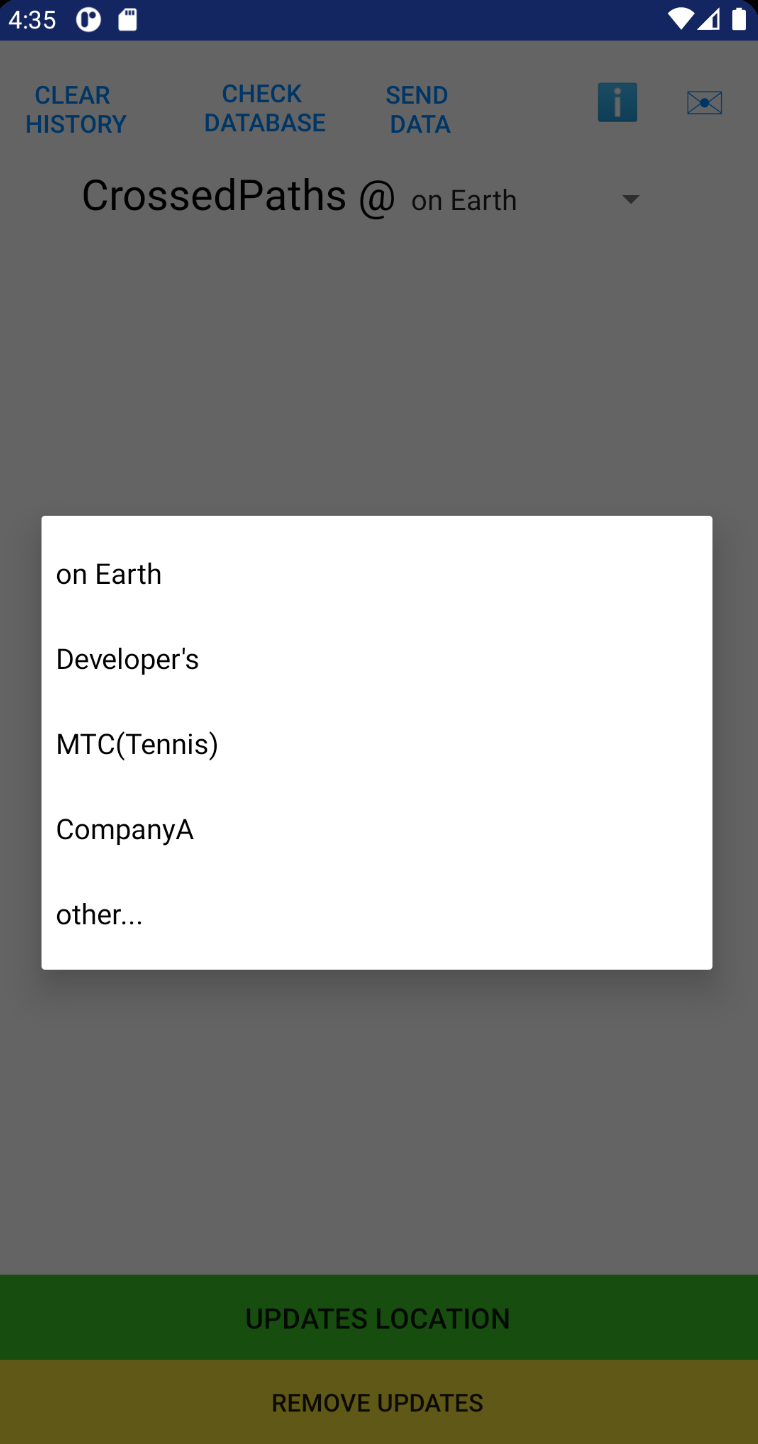 4:35
CLEAR HISTORY
CHECK DATABASE
SEND DATA
CrossedPaths @ on Earth
on Earth
Developer's
MTC(Tennis)
CompanyA
other...
UPDATES LOCATION
REMOVE UPDATES